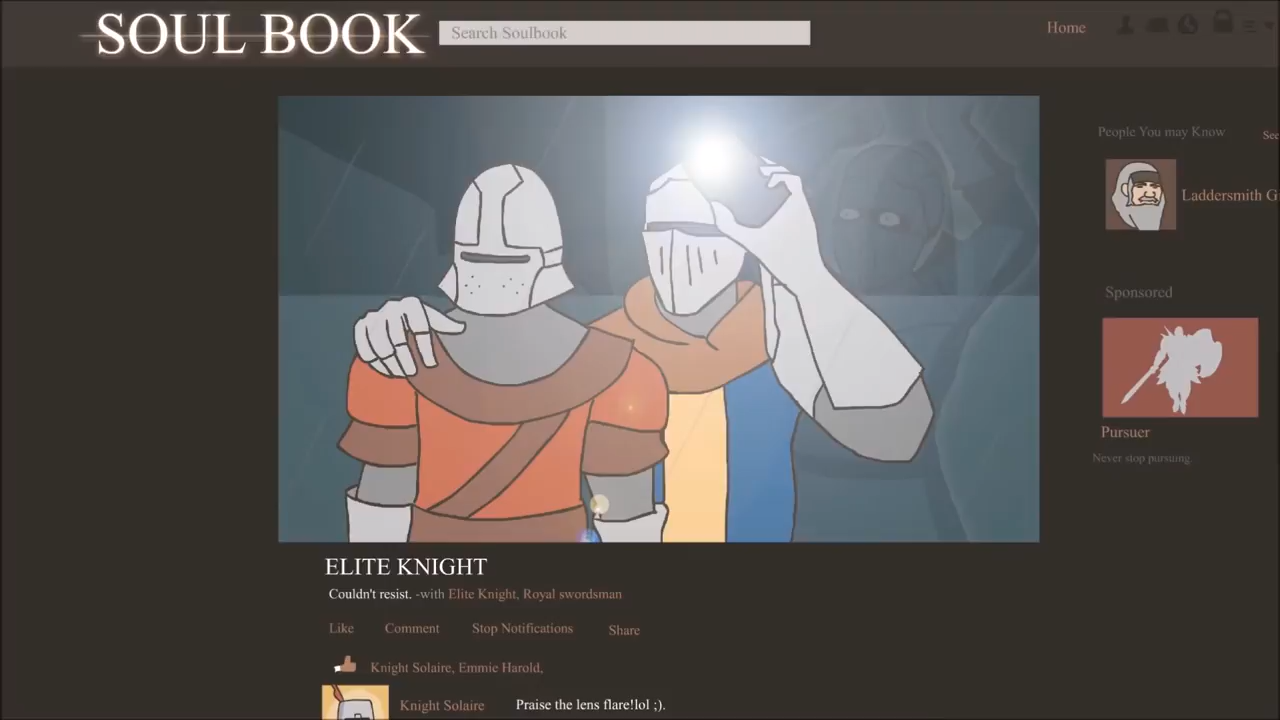 SOUL BOOK
Search Soulbook
Home
People You may Know
See
Laddersmith G
Sponsored
Pursuer
Never stop pursuing.
ELITE KNIGHT
Couldn't resist. -with Elite Knight, Royal swordsman
Like Comment Stop Notifications Share
Knight Solaire, Emmie Harold,
Knight Solaire Praise the lens flare!lol ;).